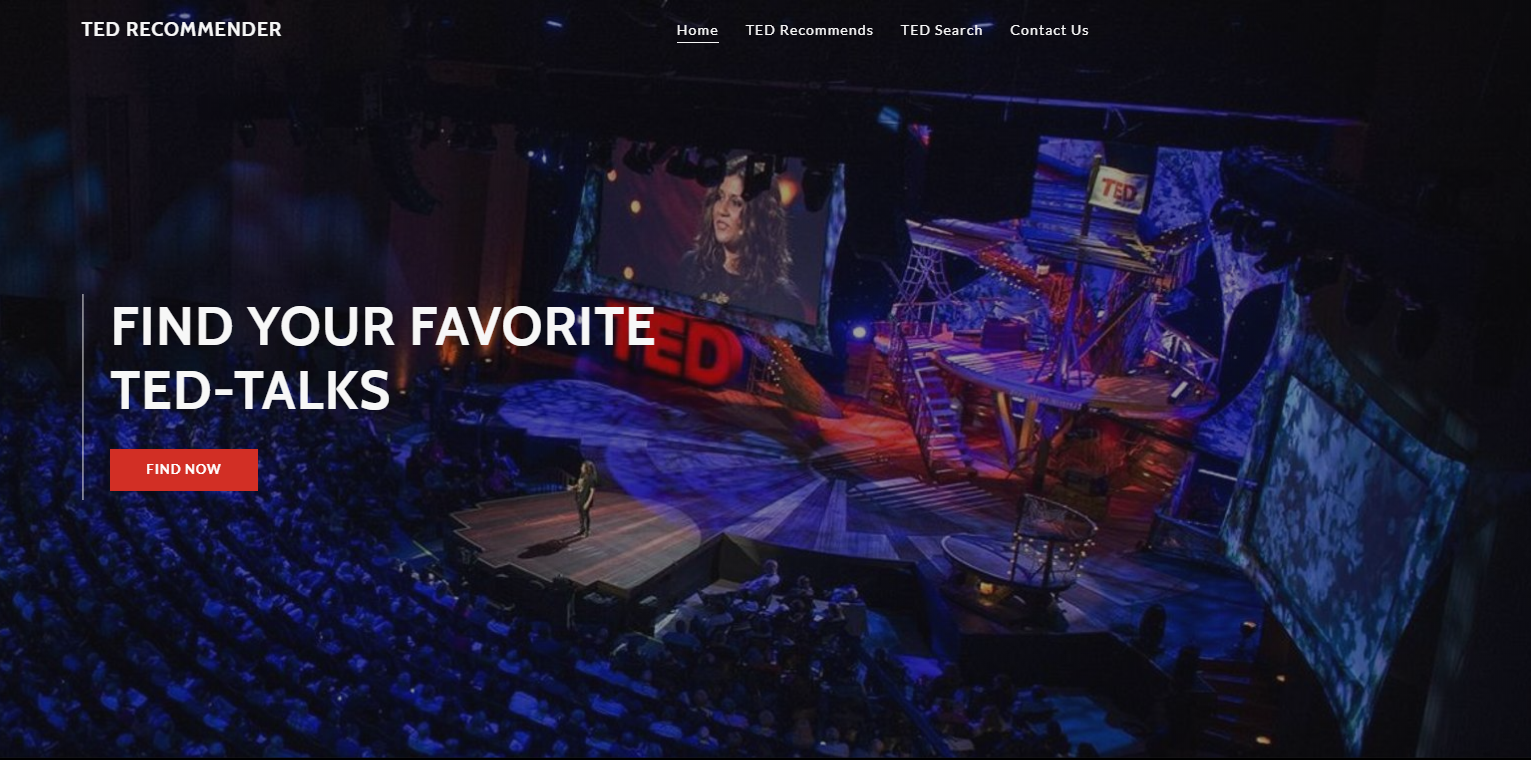 TED RECOMMENDER
Home TED Recommends TED Search Contact Us
TED
FIND YOUR FAVORITE
TED
TED-TALKS
FIND NOW